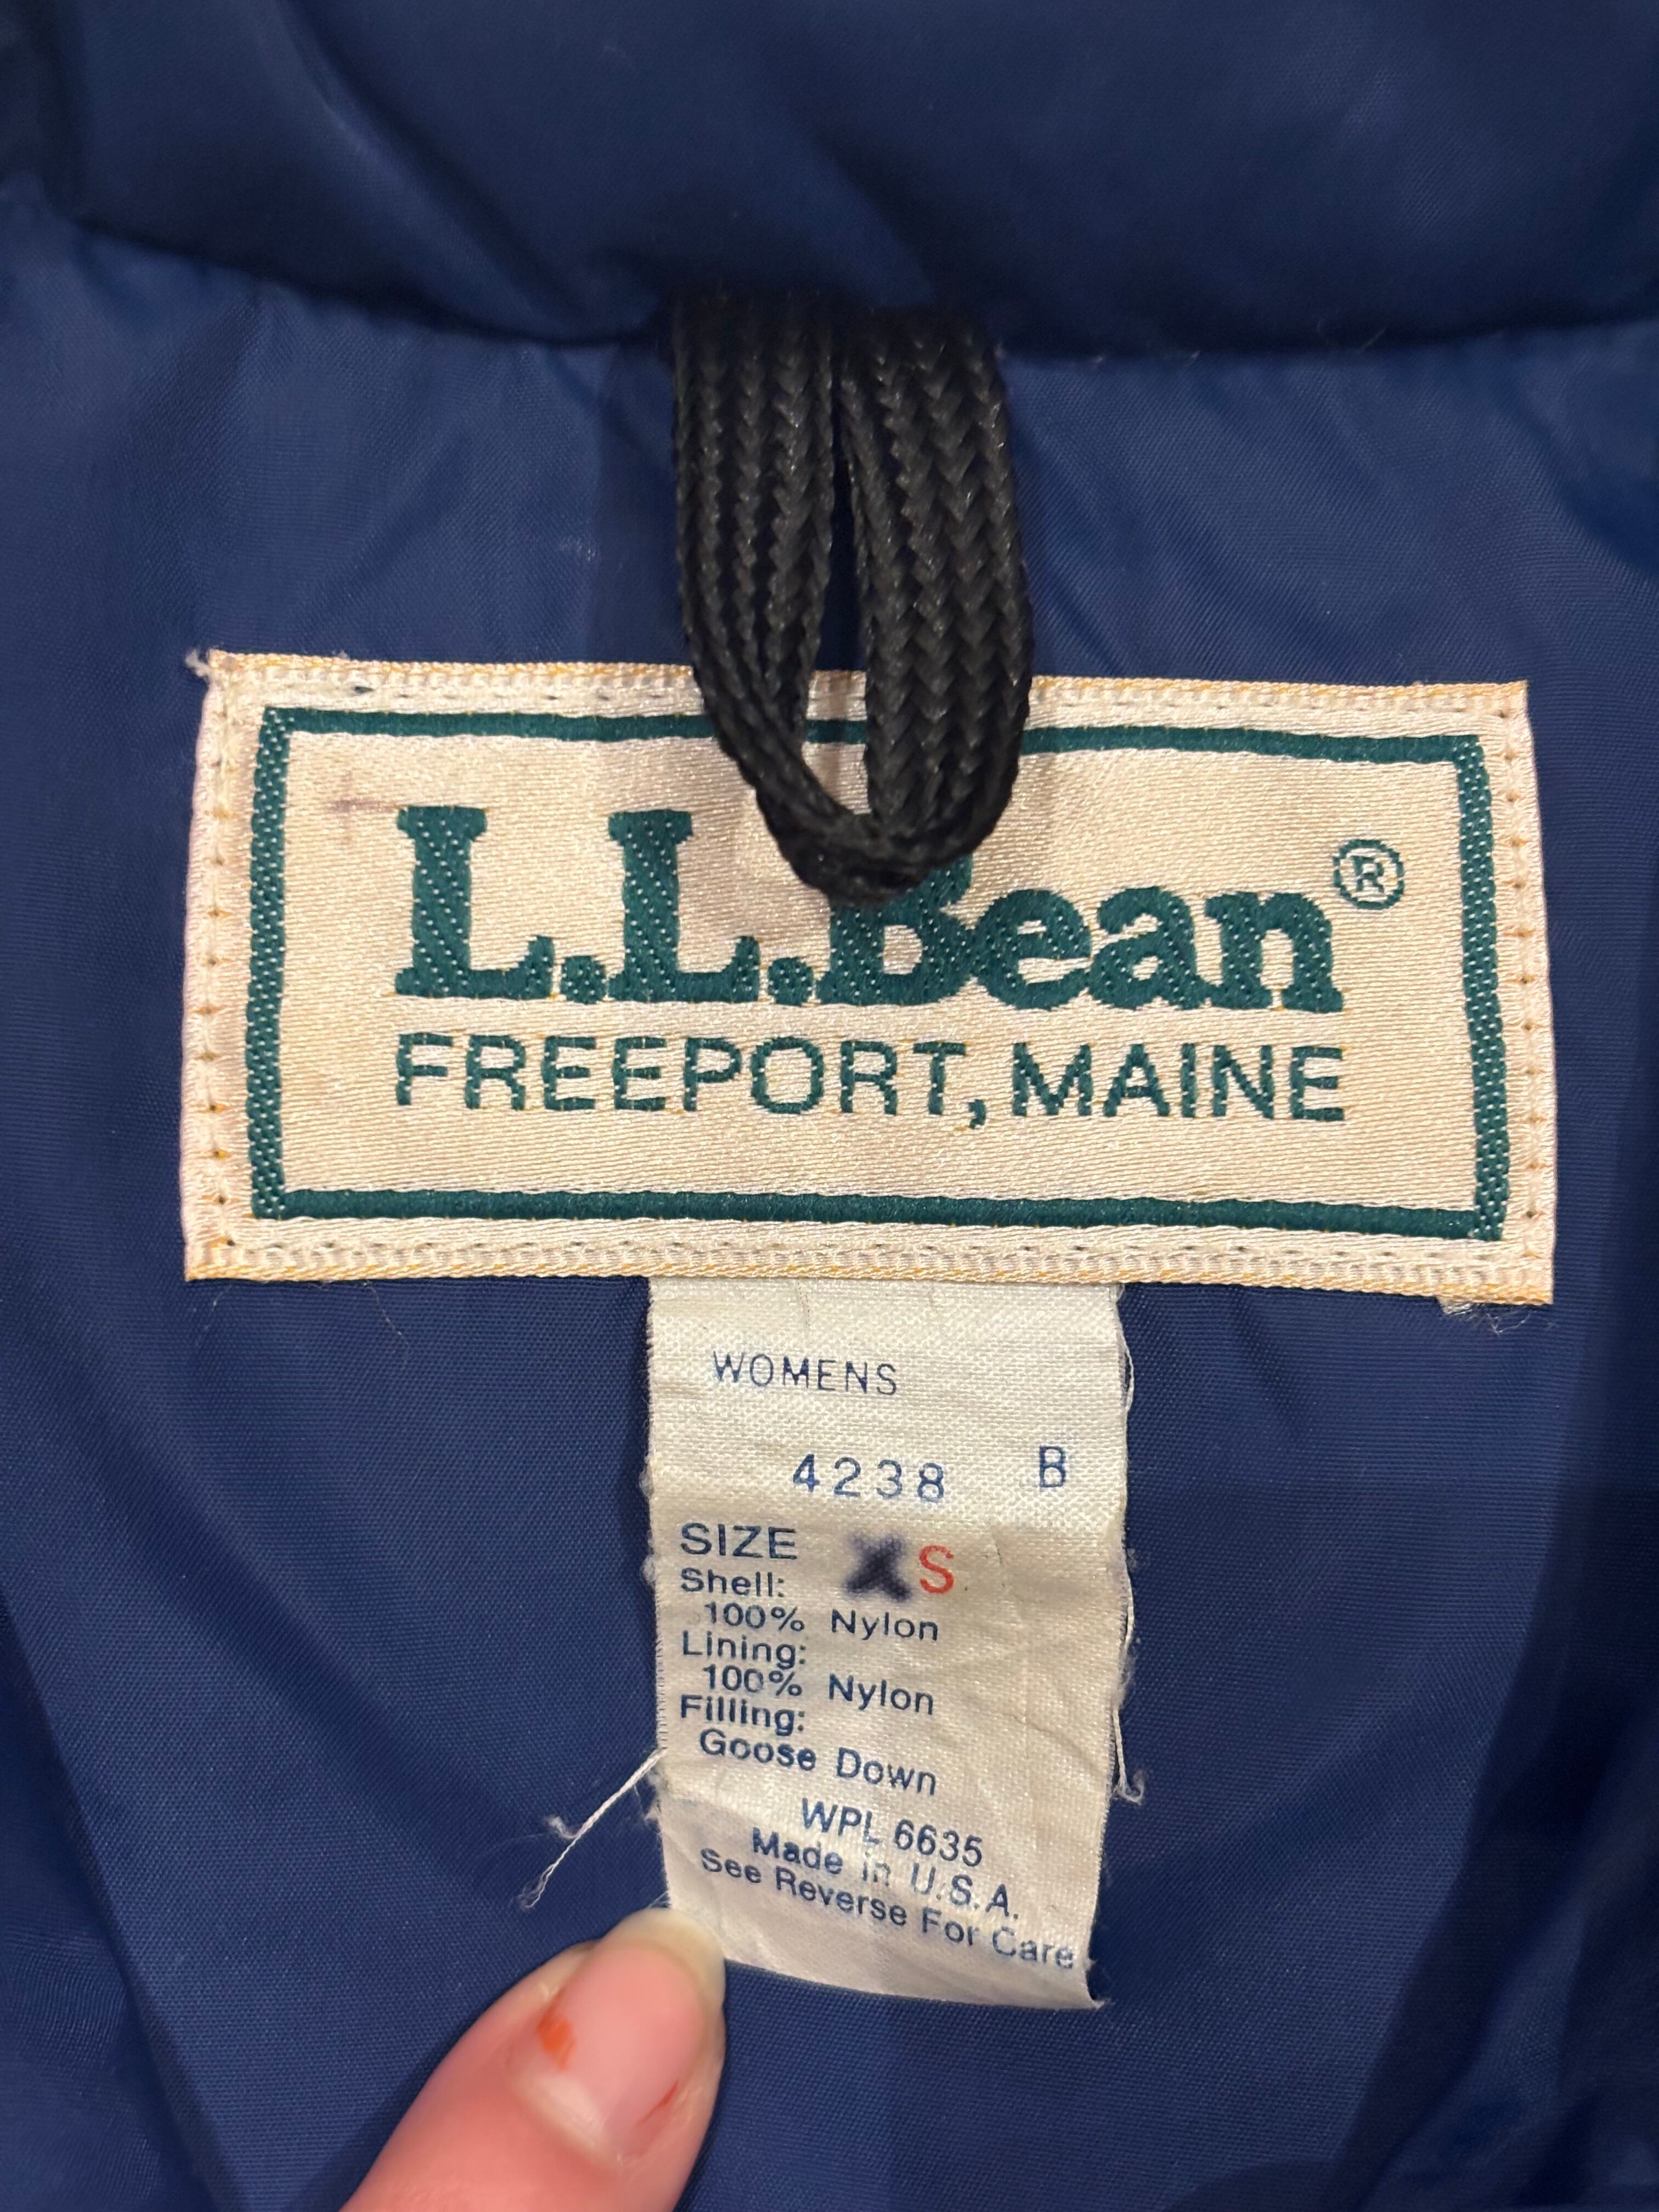 L.L.Bean®
FREEPORT, MAINE
WOMENS
4238 B
SIZE XS
Shell:
100% Nylon
Lining:
100% Nylon
Filling:
Goose Down
WPL 6635
Made in U.S.A.
See Reverse For Care